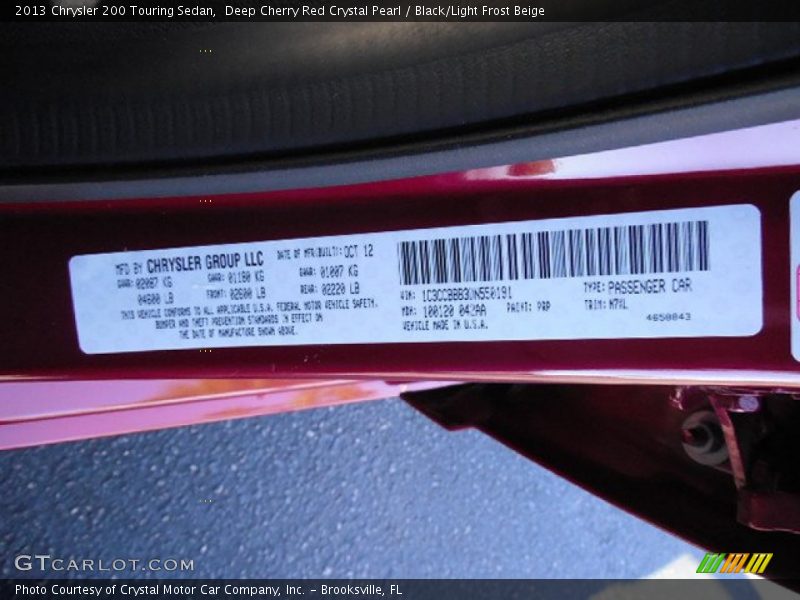 2013 Chrysler 200 Touring Sedan,  Deep Cherry Red Crystal Pearl / Black/Light Frost Beige
MFD BY CHRYSLER GROUP LLC DATE OF MFR(BUILT): OCT 12
GVWR: 02087 KG GAWR: 01180 KG GAWR: 01007 KG
04600 LB FRONT: 02600 LB REAR: 02220 LB
THIS VEHICLE CONFORMS TO ALL APPLICABLE U.S.A. FEDERAL MOTOR VEHICLE SAFETY,
BUMPER AND THEFT PREVENTION STANDARDS IN EFFECT ON
THE DATE OF MANUFACTURE SHOWN ABOVE.
VIN: 1C3CCBBB3DN550191 TYPE: PASSENGER CAR
MDH: 100120 042AA PAINT: PRP TRIM: M7XL
VEHICLE MADE IN U.S.A. 4658043
GTCARLOT.COM
Photo Courtesy of Crystal Motor Car Company, Inc. – Brooksville, FL